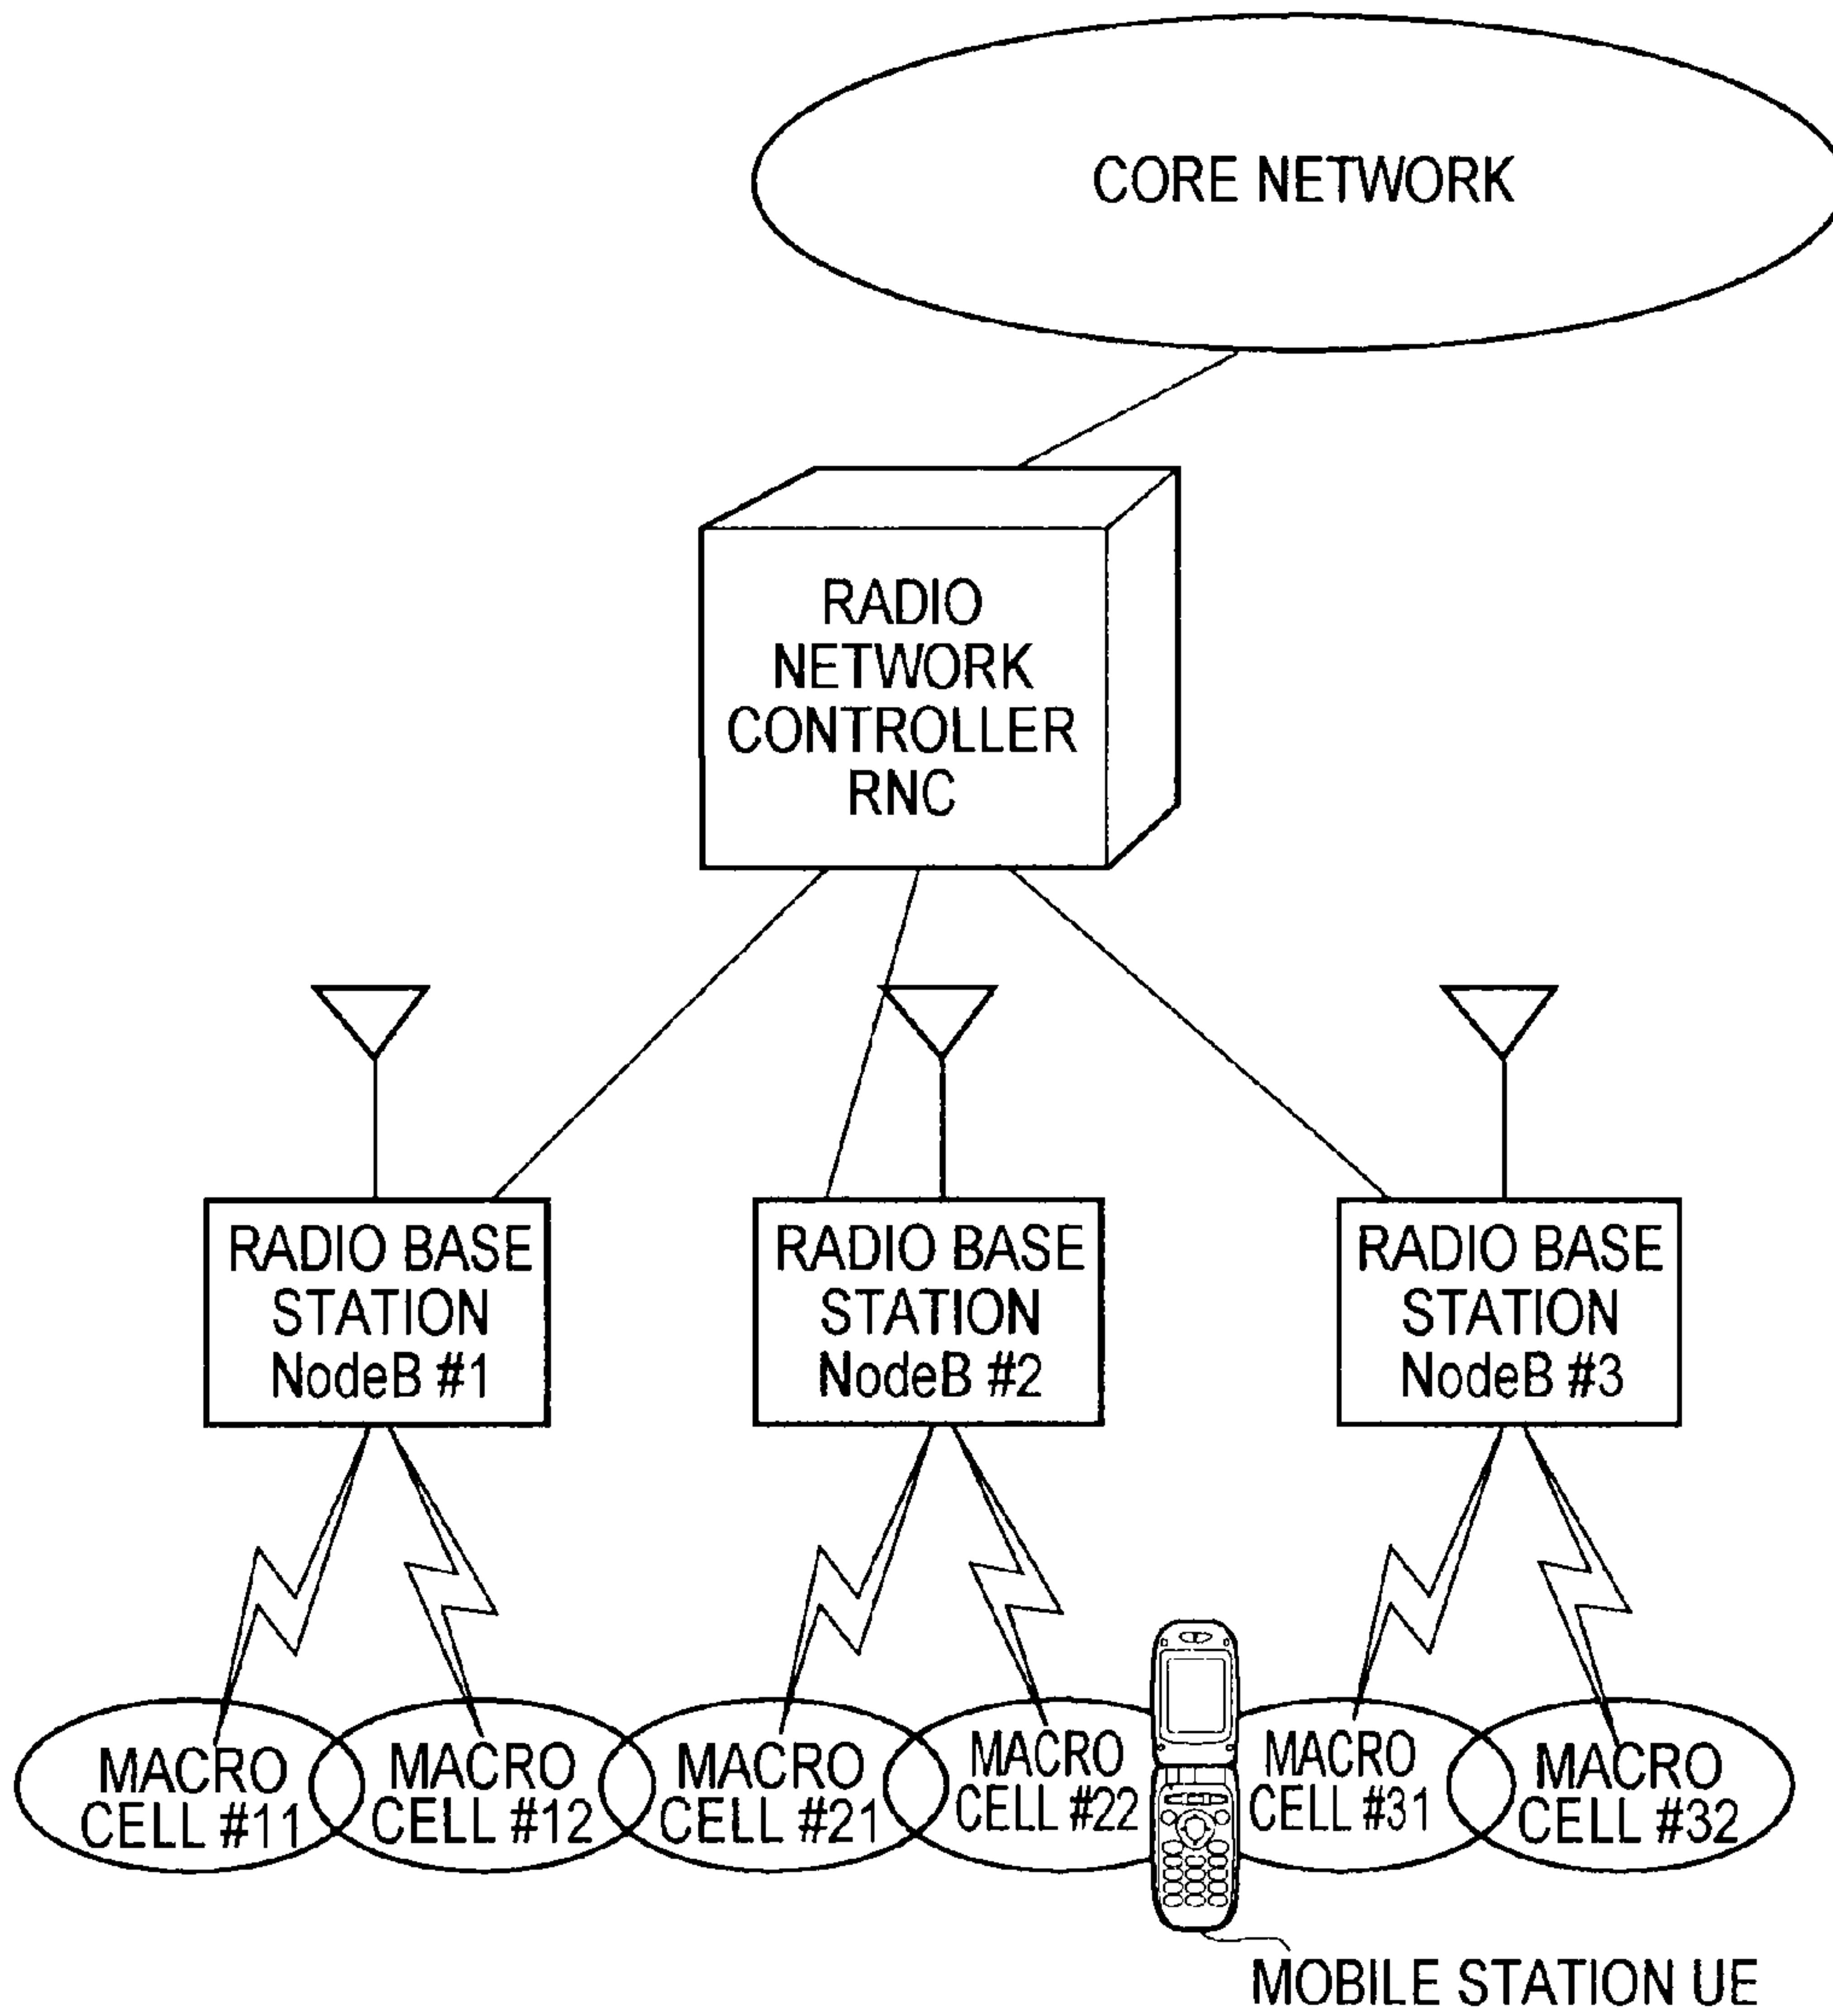 CORE NETWORK
RADIO
NETWORK
CONTROLLER
RNC
RADIO BASE
STATION
NodeB #1
RADIO BASE
STATION
NodeB #2
RADIO BASE
STATION
NodeB #3
MACRO
CELL #11
MACRO
CELL #12
MACRO
CELL #21
MACRO
CELL #22
MACRO
CELL #31
MACRO
CELL #32
MOBILE STATION UE